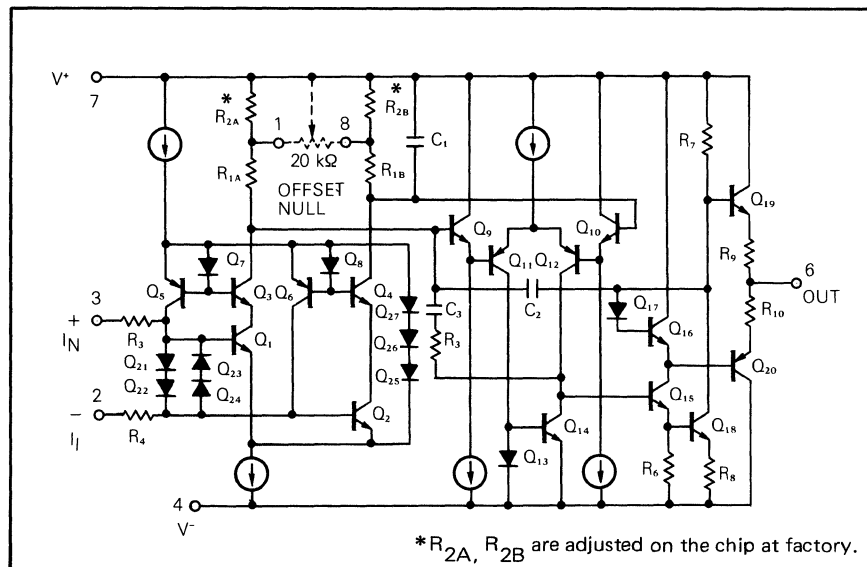 V+
7
*
R2A
1
8
*
R2B
C1
20 kΩ
R1A
R1B
OFFSET
NULL
R7
Q19
Q9
Q10
Q7
Q8
Q11
Q12
R9
6
OUT
Q5
Q3
Q6
Q4
Q17
3
+
IN
R3
Q27
C3
C2
Q16
R10
Q1
Q26
R3
Q21
Q23
Q20
Q22
Q24
Q25
Q15
2
−
II
R4
Q2
Q14
Q18
Q13
R6
R8
4
V−
*R2A, R2B are adjusted on the chip at factory.